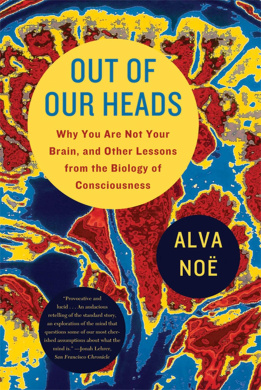 OUT OF
OUR HEADS
Why You Are Not Your
Brain, and Other Lessons
from the Biology of
Consciousness
ALVA
NOË
"Provocative and
lucid . . . An audacious
retelling of the standard story,
an exploration of the mind that
questions some of our most cher-
ished assumptions about what the
mind is." —Jonah Lehrer,
San Francisco Chronicle